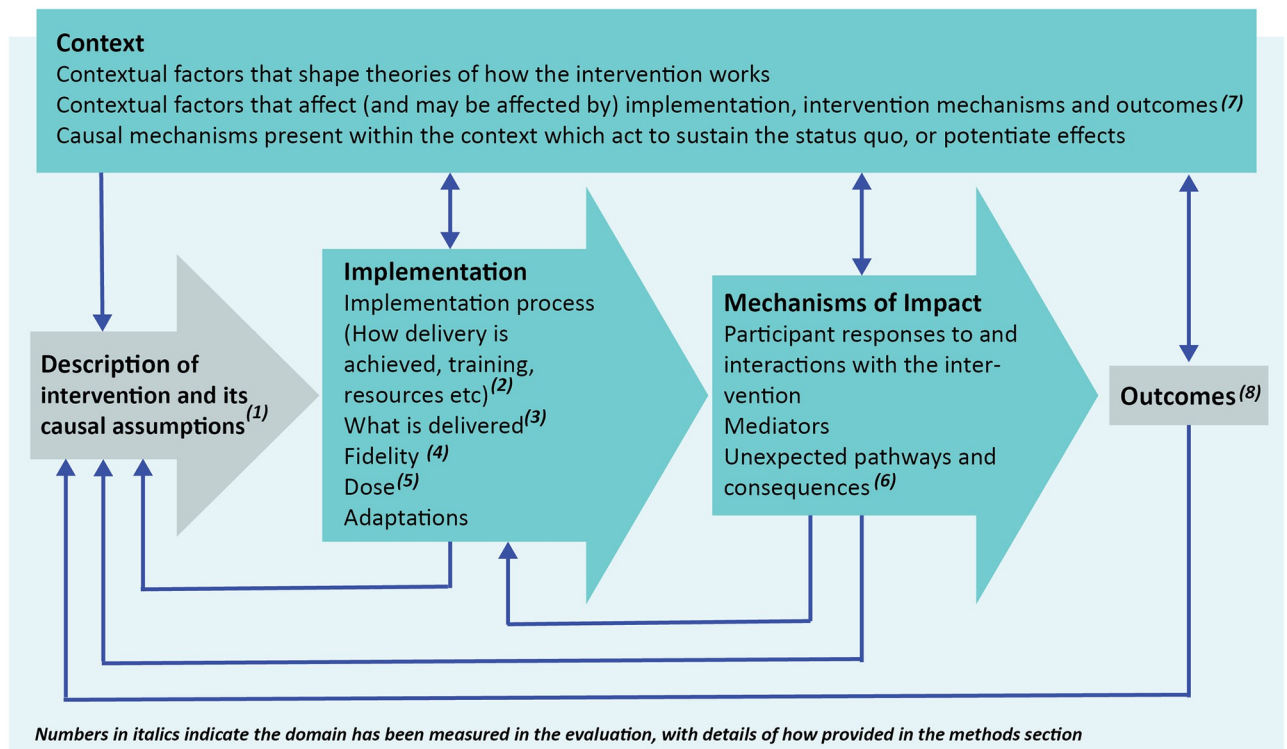 Context
Contextual factors that shape theories of how the intervention works
Contextual factors that affect (and may be affected by) implementation, intervention mechanisms and outcomes(7)
Causal mechanisms present within the context which act to sustain the status quo, or potentiate effects
Description of
intervention and its
causal assumptions(1)
Implementation
Implementation process
(How delivery is
achieved, training,
resources etc)(2)
What is delivered(3)
Fidelity (4)
Dose(5)
Adaptations
Mechanisms of Impact
Participant responses to and
interactions with the inter-
vention
Mediators
Unexpected pathways and
consequences(6)
Outcomes(8)
Numbers in italics indicate the domain has been measured in the evaluation, with details of how provided in the methods section